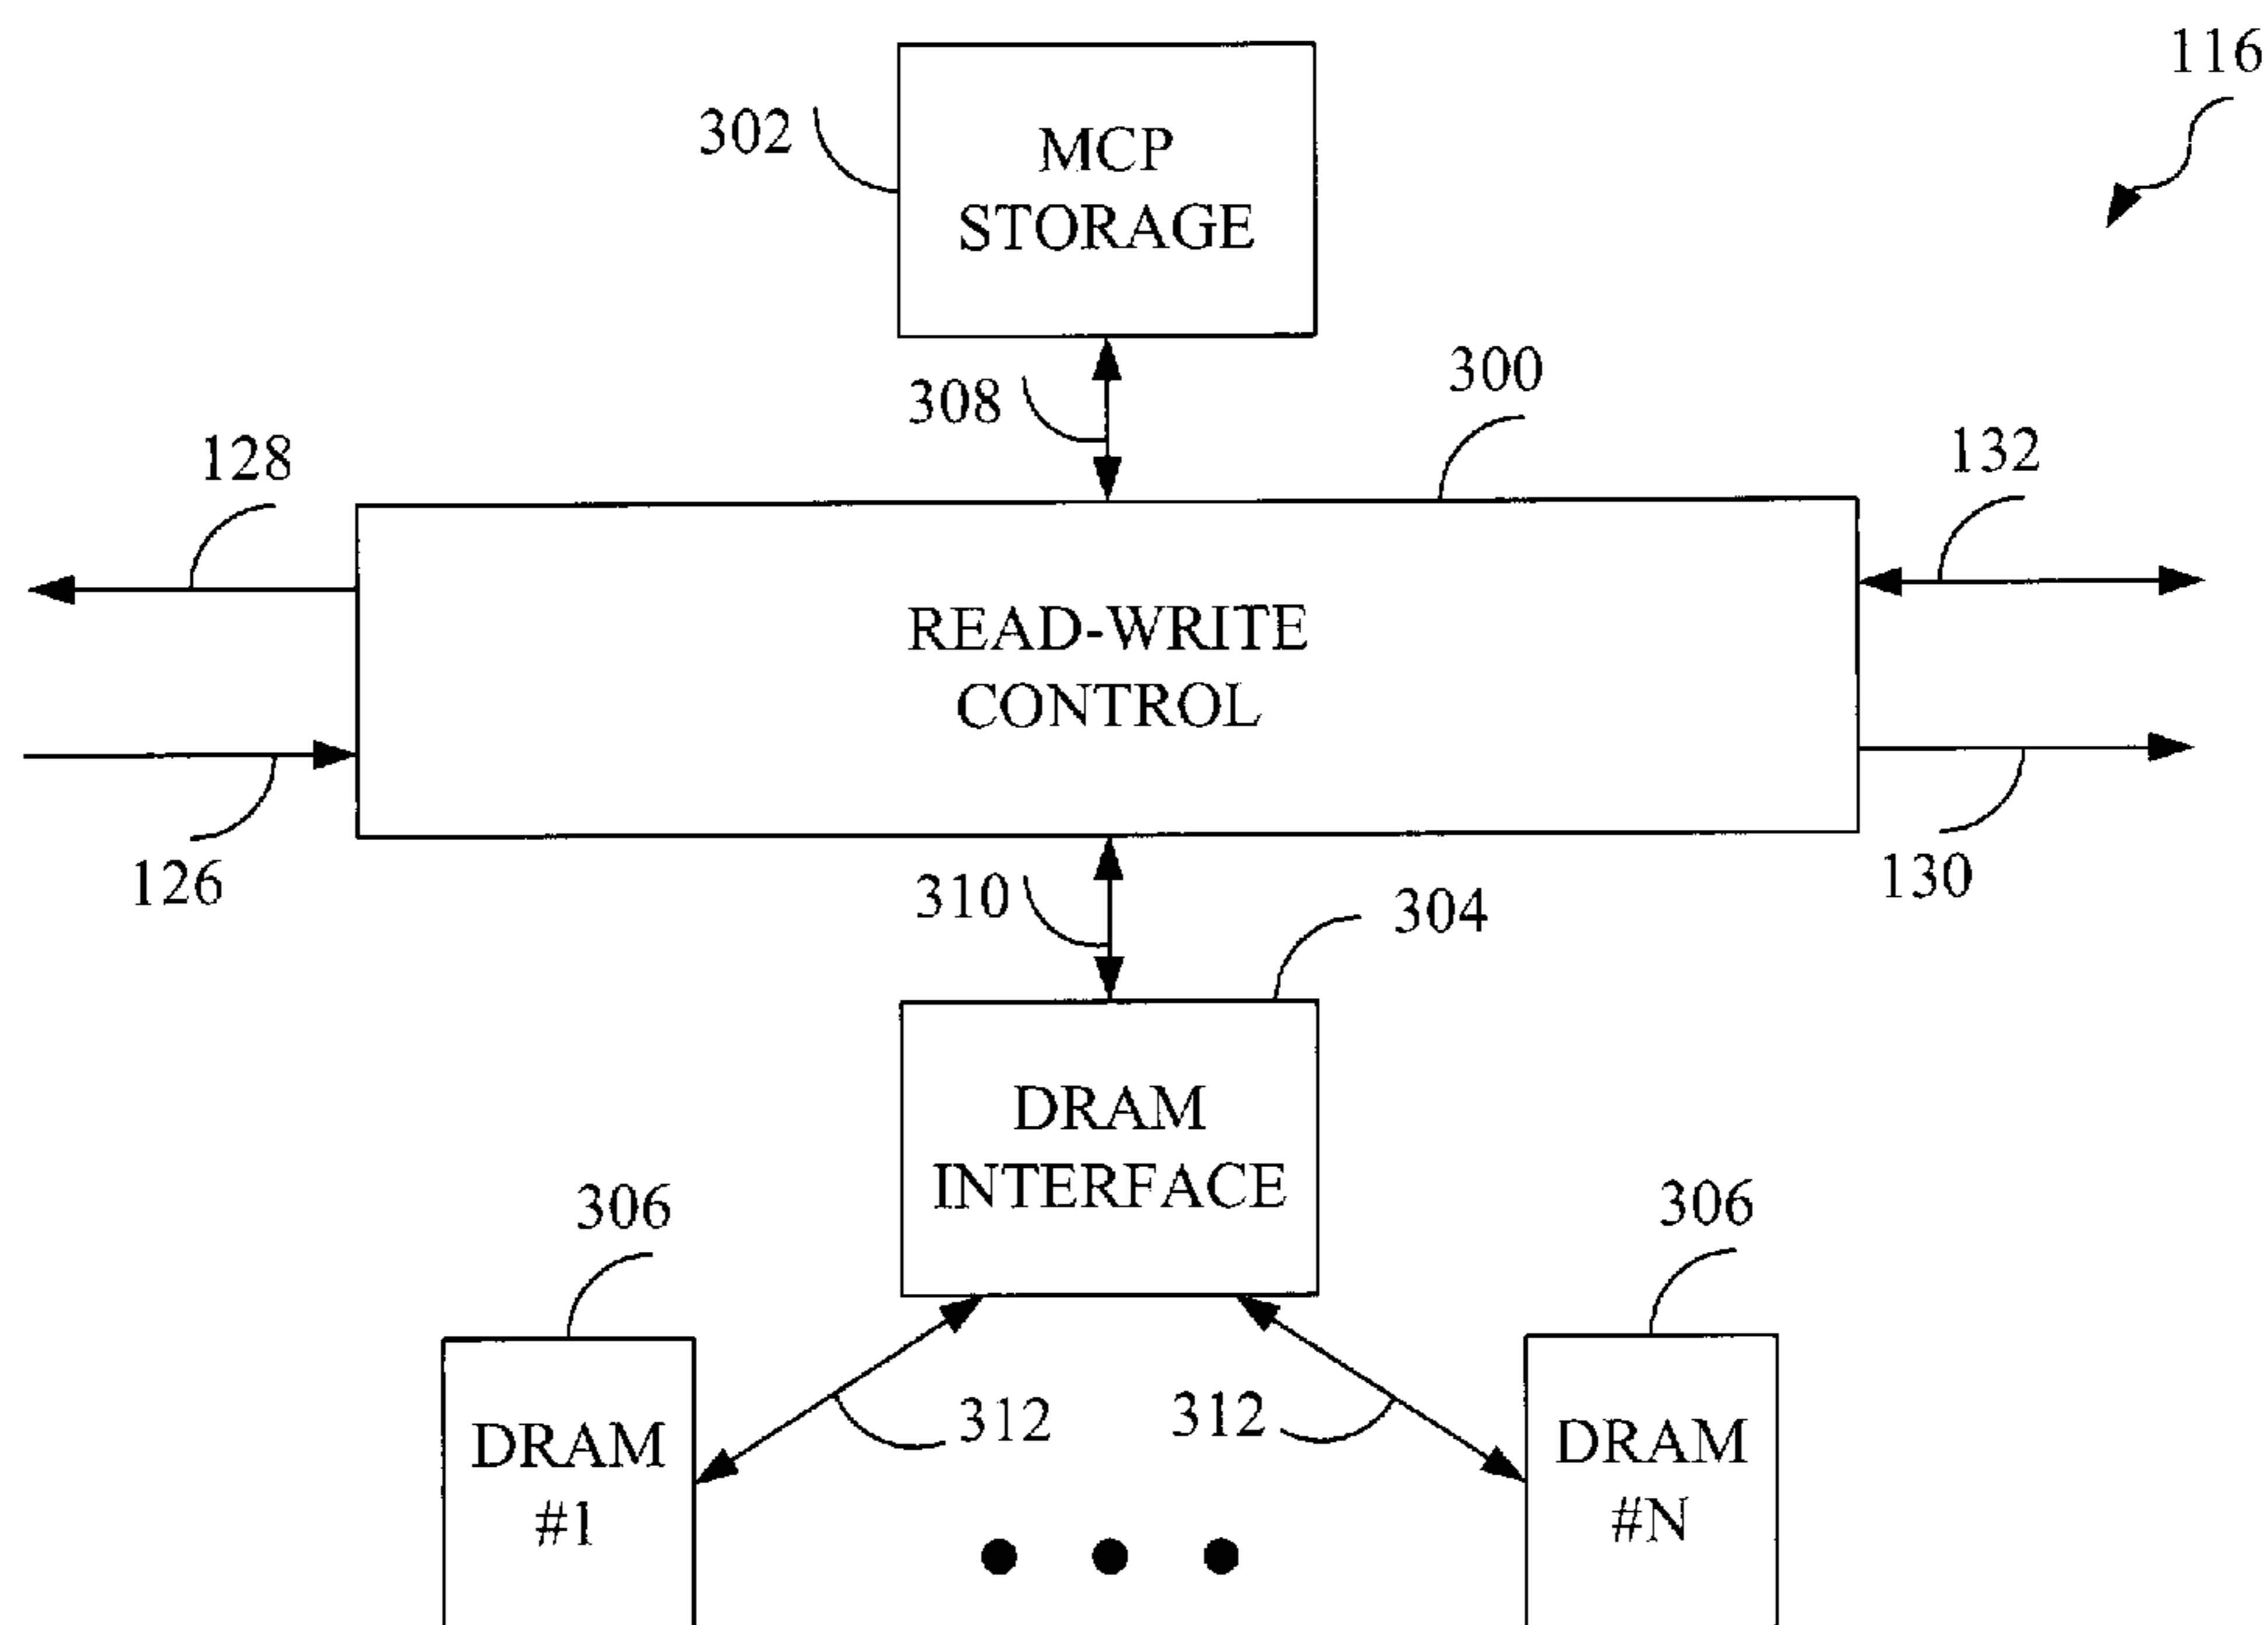 116
302
MCP
STORAGE
308
300
128
132
READ-WRITE
CONTROL
126
130
310
304
DRAM
INTERFACE
306
306
312
312
DRAM
#1
DRAM
#N